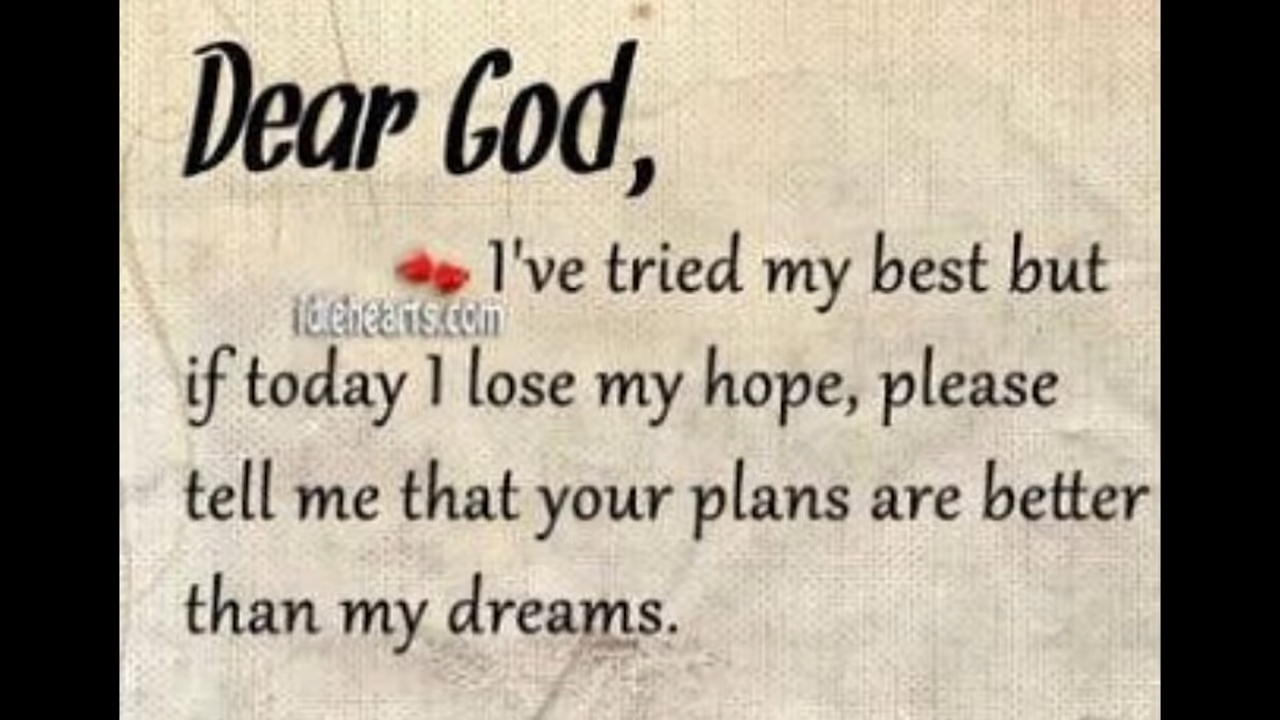 Dear God,
I've tried my best but
idlehearts.com
if today I lose my hope, please
tell me that your plans are better
than my dreams.